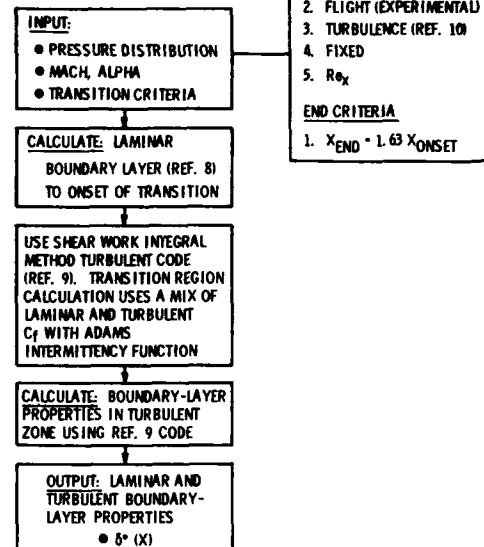 INPUT:
● PRESSURE DISTRIBUTION
● MACH, ALPHA
● TRANSITION CRITERIA
2. FLIGHT (EXPERIMENTAL)
3. TURBULENCE (REF. 10)
4. FIXED
5. Rex
END CRITERIA
1. XEND = 1.63 XONSET
CALCULATE: LAMINAR
BOUNDARY LAYER (REF. 8)
TO ONSET OF TRANSITION
USE SHEAR WORK INTEGRAL
METHOD TURBULENT CODE
(REF. 9). TRANSITION REGION
CALCULATION USES A MIX OF
LAMINAR AND TURBULENT
Cf WITH ADAMS
INTERMITTENCY FUNCTION
CALCULATE: BOUNDARY-LAYER
PROPERTIES IN TURBULENT
ZONE USING REF. 9 CODE
OUTPUT: LAMINAR AND
TURBULENT BOUNDARY-
LAYER PROPERTIES
● δ* (X)